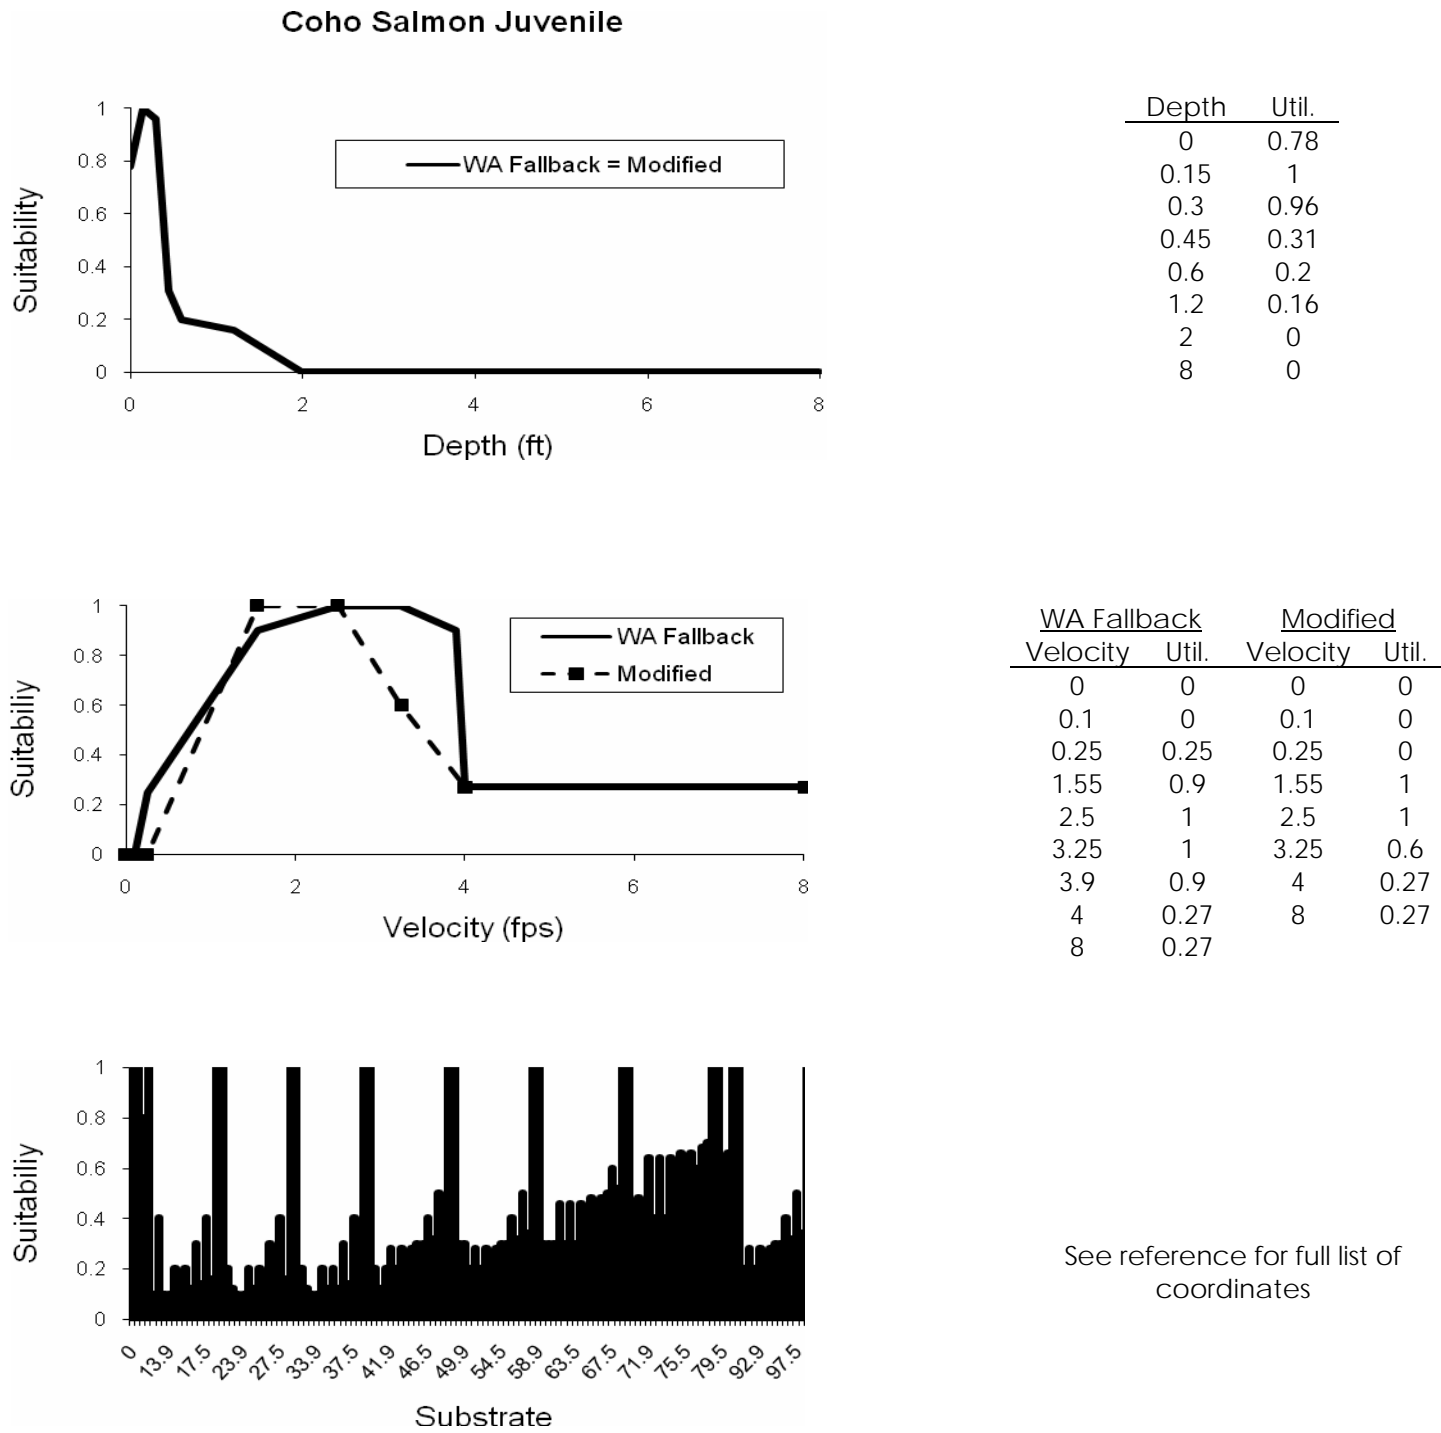 Coho Salmon Juvenile
1
0.8
0.6
0.4
0.2
0
Suitability
WA Fallback = Modified
0 2 4 6 8
Depth (ft)
Depth Util.
0 0.78
0.15 1
0.3 0.96
0.45 0.31
0.6 0.2
1.2 0.16
2 0
8 0
1
0.8
0.6
0.4
0.2
0
Suitabiliy
WA Fallback
Modified
0 2 4 6 8
Velocity (fps)
WA Fallback Modified
Velocity Util. Velocity Util.
0 0 0 0
0.1 0 0.1 0
0.25 0.25 0.25 0
1.55 0.9 1.55 1
2.5 1 2.5 1
3.25 1 3.25 0.6
3.9 0.9 4 0.27
4 0.27 8 0.27
8 0.27
1
0.8
0.6
0.4
0.2
0
Suitabiliy
0 13.9 17.5 23.9 27.5 33.9 37.5 41.9 46.5 49.9 54.5 58.9 63.5 67.5 71.9 75.5 79.5 92.9 97.5
Substrate
See reference for full list of
coordinates